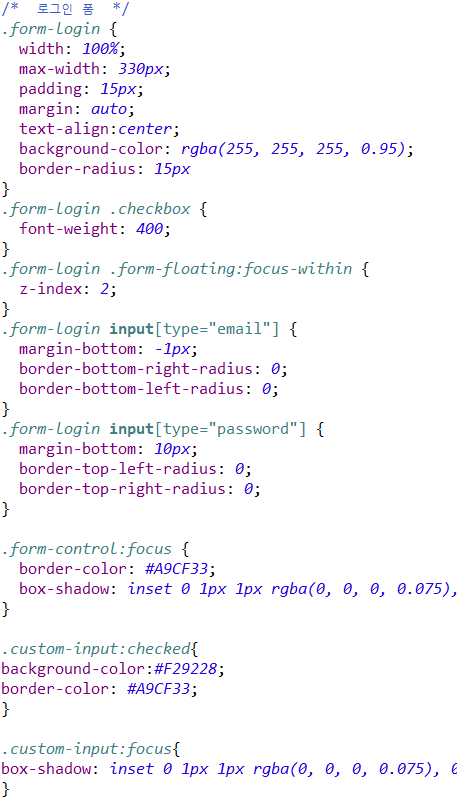 /*  로그인 폼  */
.form-login {
  width: 100%;
  max-width: 330px;
  padding: 15px;
  margin: auto;
  text-align:center;
  background-color: rgba(255, 255, 255, 0.95);
  border-radius: 15px
}
.form-login .checkbox {
  font-weight: 400;
}
.form-login .form-floating:focus-within {
  z-index: 2;
}
.form-login input[type="email"] {
  margin-bottom: -1px;
  border-bottom-right-radius: 0;
  border-bottom-left-radius: 0;
}
.form-login input[type="password"] {
  margin-bottom: 10px;
  border-top-left-radius: 0;
  border-top-right-radius: 0;
}

.form-control:focus {
  border-color: #A9CF33;
  box-shadow: inset 0 1px 1px rgba(0, 0, 0, 0.075),
}

.custom-input:checked{
background-color:#F29228;
border-color: #A9CF33;
}

.custom-input:focus{
box-shadow: inset 0 1px 1px rgba(0, 0, 0, 0.075), 0
}